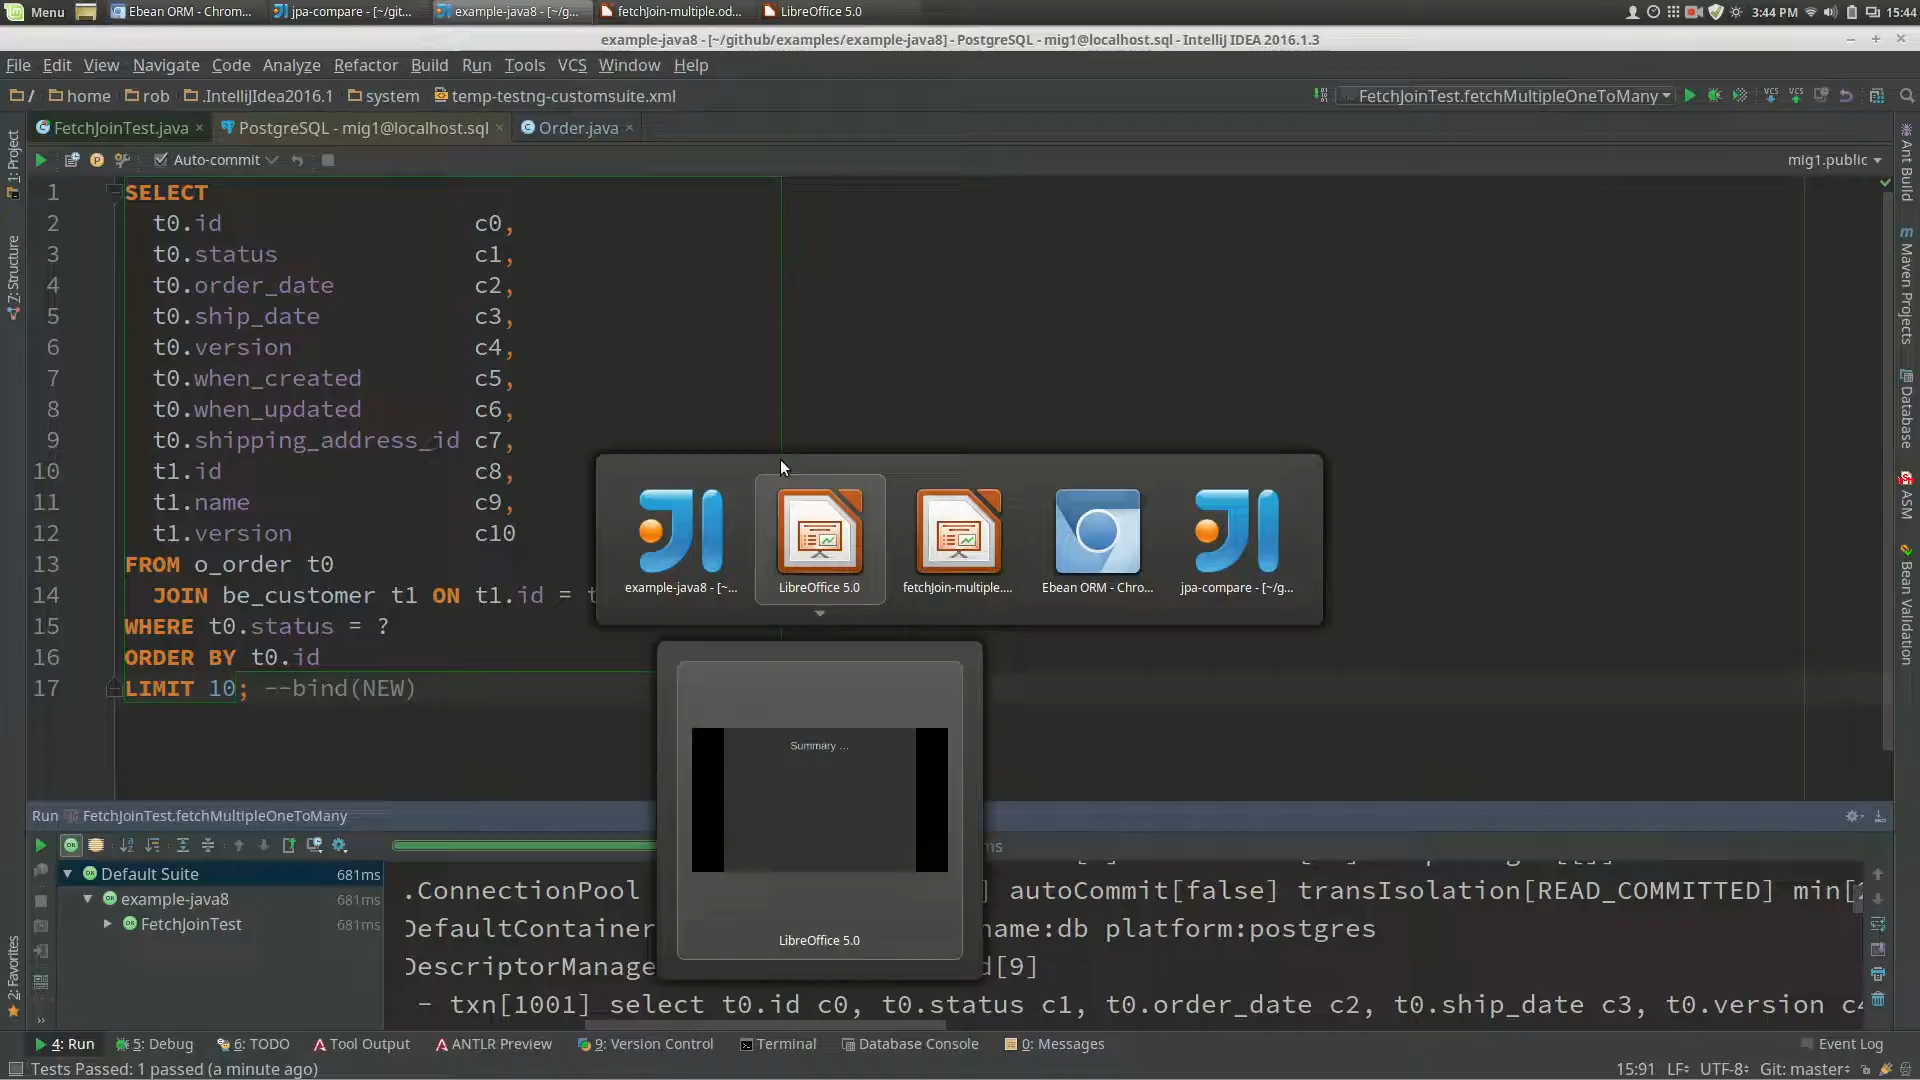 Menu
Ebean ORM - Chrom...
jpa-compare - [~/git...
example-java8 - [~/g...
fetchJoin-multiple.od...
LibreOffice 5.0
3:44 PM
15:44
example-java8 - [~/github/examples/example-java8] - PostgreSQL - mig1@localhost.sql - IntelliJ IDEA 2016.1.3
File Edit View Navigate Code Analyze Refactor Build Run Tools VCS Window Help
/ home rob .IntelliJIdea2016.1 system temp-testng-customsuite.xml
FetchJoinTest.fetchMultipleOneToMany
VCS VCS
FetchJoinTest.java PostgreSQL - mig1@localhost.sql Order.java
Auto-commit
mig1.public
1: Project
7: Structure
2: Favorites
Ant Build
Maven Projects
Database
ASM
Bean Validation
1 SELECT
2 t0.id c0,
3 t0.status c1,
4 t0.order_date c2,
5 t0.ship_date c3,
6 t0.version c4,
7 t0.when_created c5,
8 t0.when_updated c6,
9 t0.shipping_address_id c7,
10 t1.id c8,
11 t1.name c9,
12 t1.version c10
13 FROM o_order t0
14 JOIN be_customer t1 ON t1.id = t
15 WHERE t0.status = ?
16 ORDER BY t0.id
17 LIMIT 10; --bind(NEW)
example-java8 - [~...
LibreOffice 5.0
fetchJoin-multiple....
Ebean ORM - Chro...
jpa-compare - [~/g...
Summary ...
LibreOffice 5.0
Run FetchJoinTest.fetchMultipleOneToMany
ms
Default Suite 681ms
example-java8 681ms
FetchJoinTest 681ms
.ConnectionPool ] autoCommit[false] transIsolation[READ_COMMITTED] min[
DefaultContainer name:db platform:postgres
DescriptorManage d[9]
- txn[1001] select t0.id c0, t0.status c1, t0.order_date c2, t0.ship_date c3, t0.version c4
4: Run 5: Debug 6: TODO Tool Output ANTLR Preview 9: Version Control Terminal Database Console 0: Messages Event Log
Tests Passed: 1 passed (a minute ago)
15:91 LF÷ UTF-8÷ Git: master÷